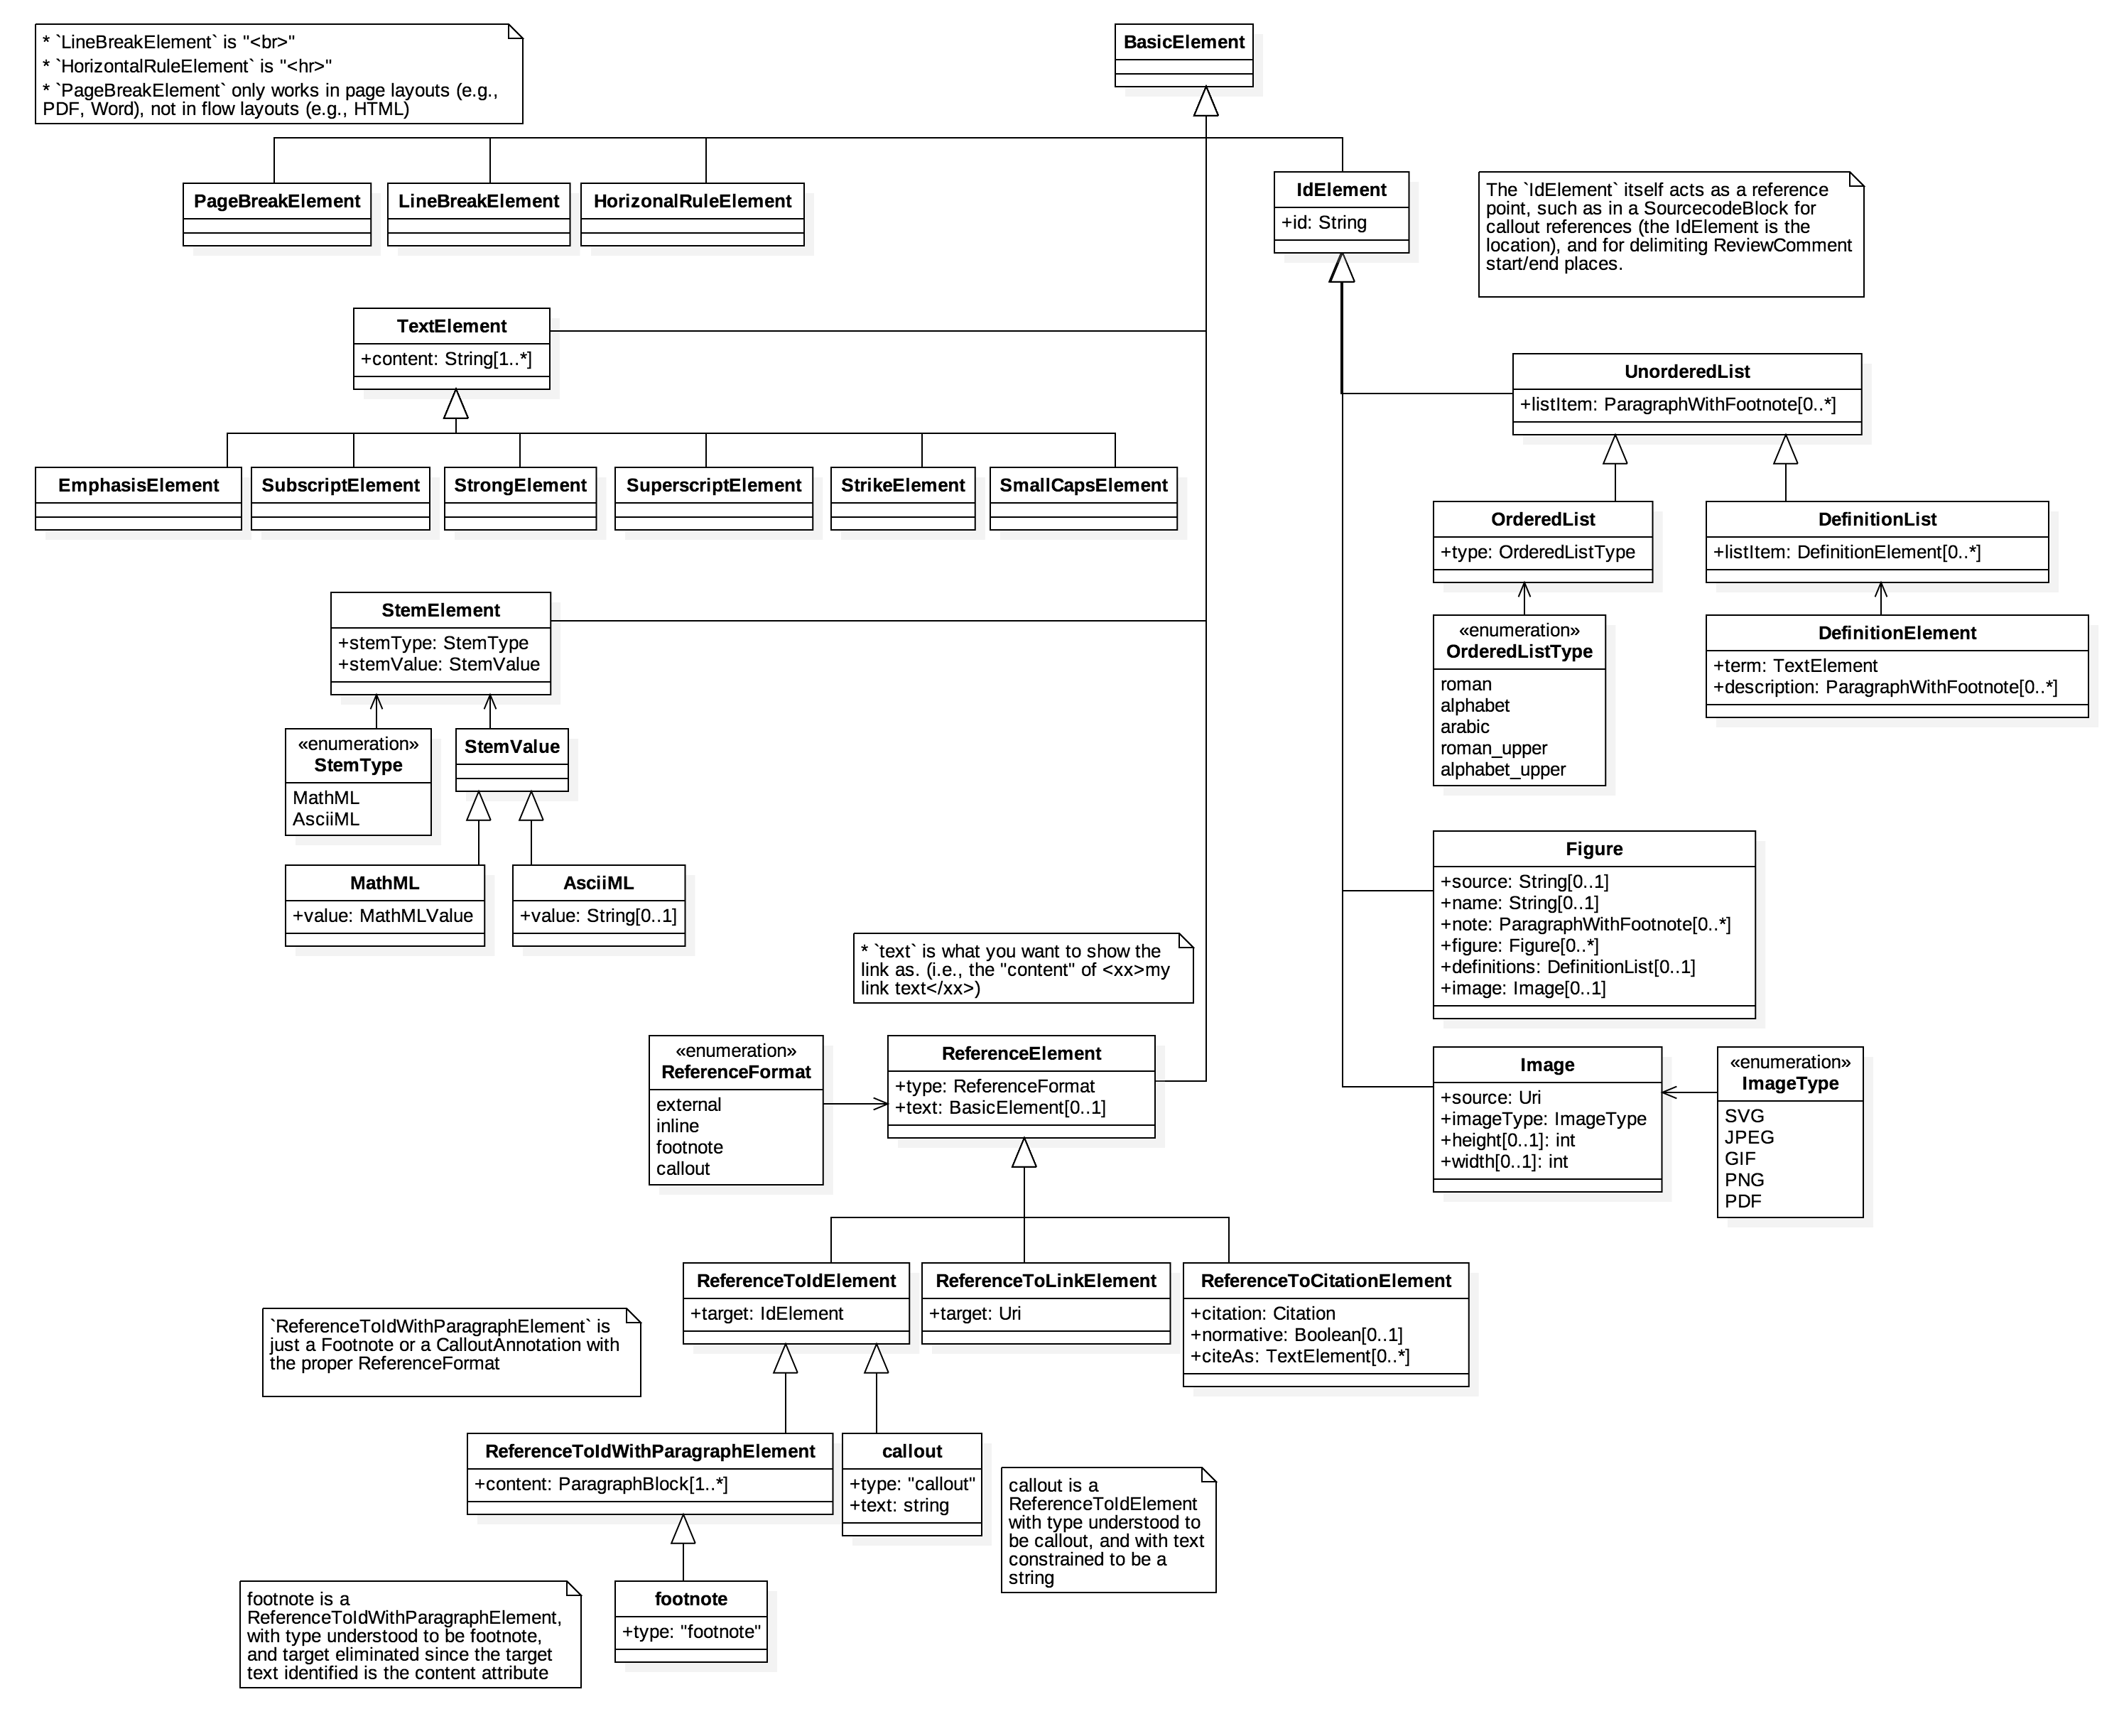 * `LineBreakElement` is "<br>"
* `HorizontalRuleElement` is "<hr>"
* `PageBreakElement` only works in page layouts (e.g.,
PDF, Word), not in flow layouts (e.g., HTML)
BasicElement
PageBreakElement
LineBreakElement
HorizonalRuleElement
IdElement
+id: String
The `IdElement` itself acts as a reference
point, such as in a SourcecodeBlock for
callout references (the IdElement is the
location), and for delimiting ReviewComment
start/end places.
TextElement
+content: String[1..*]
UnorderedList
+listItem: ParagraphWithFootnote[0..*]
EmphasisElement
SubscriptElement
StrongElement
SuperscriptElement
StrikeElement
SmallCapsElement
OrderedList
+type: OrderedListType
DefinitionList
+listItem: DefinitionElement[0..*]
StemElement
+stemType: StemType
+stemValue: StemValue
«enumeration»
OrderedListType
roman
alphabet
arabic
roman_upper
alphabet_upper
DefinitionElement
+term: TextElement
+description: ParagraphWithFootnote[0..*]
«enumeration»
StemType
MathML
AsciiML
StemValue
MathML
+value: MathMLValue
AsciiML
+value: String[0..1]
Figure
+source: String[0..1]
+name: String[0..1]
+note: ParagraphWithFootnote[0..*]
+figure: Figure[0..*]
+definitions: DefinitionList[0..1]
+image: Image[0..1]
* `text` is what you want to show the
link as. (i.e., the "content" of <xx>my
link text</xx>)
«enumeration»
ReferenceFormat
external
inline
footnote
callout
ReferenceElement
+type: ReferenceFormat
+text: BasicElement[0..1]
Image
+source: Uri
+imageType: ImageType
+height[0..1]: int
+width[0..1]: int
«enumeration»
ImageType
SVG
JPEG
GIF
PNG
PDF
ReferenceToIdElement
+target: IdElement
ReferenceToLinkElement
+target: Uri
ReferenceToCitationElement
+citation: Citation
+normative: Boolean[0..1]
+citeAs: TextElement[0..*]
`ReferenceToIdWithParagraphElement` is
just a Footnote or a CalloutAnnotation with
the proper ReferenceFormat
ReferenceToIdWithParagraphElement
+content: ParagraphBlock[1..*]
callout
+type: "callout"
+text: string
callout is a
ReferenceToIdElement
with type understood to
be callout, and with text
constrained to be a
string
footnote is a
ReferenceToIdWithParagraphElement,
with type understood to be footnote,
and target eliminated since the target
text identified is the content attribute
footnote
+type: "footnote"